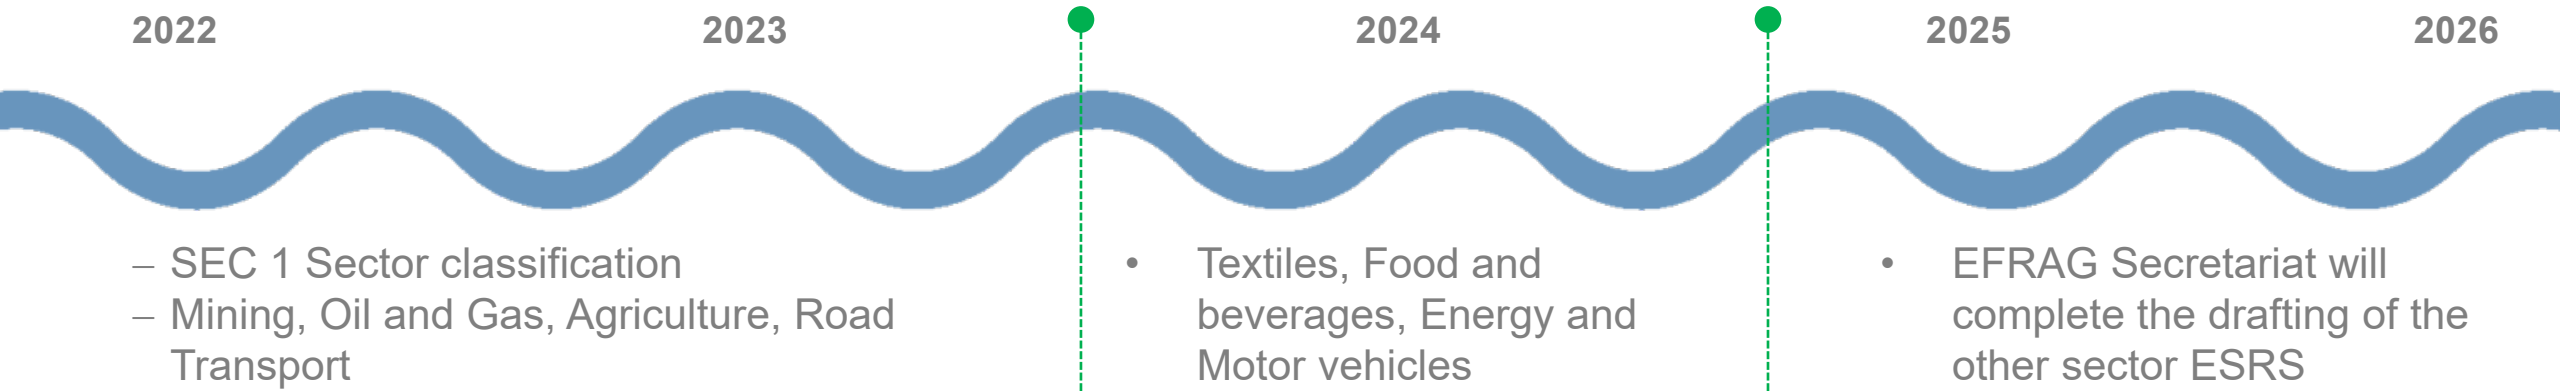 2022
2023
2024
2025
2026
– SEC 1 Sector classification
– Mining, Oil and Gas, Agriculture, Road
Transport
• Textiles, Food and
beverages, Energy and
Motor vehicles
• EFRAG Secretariat will
complete the drafting of the
other sector ESRS